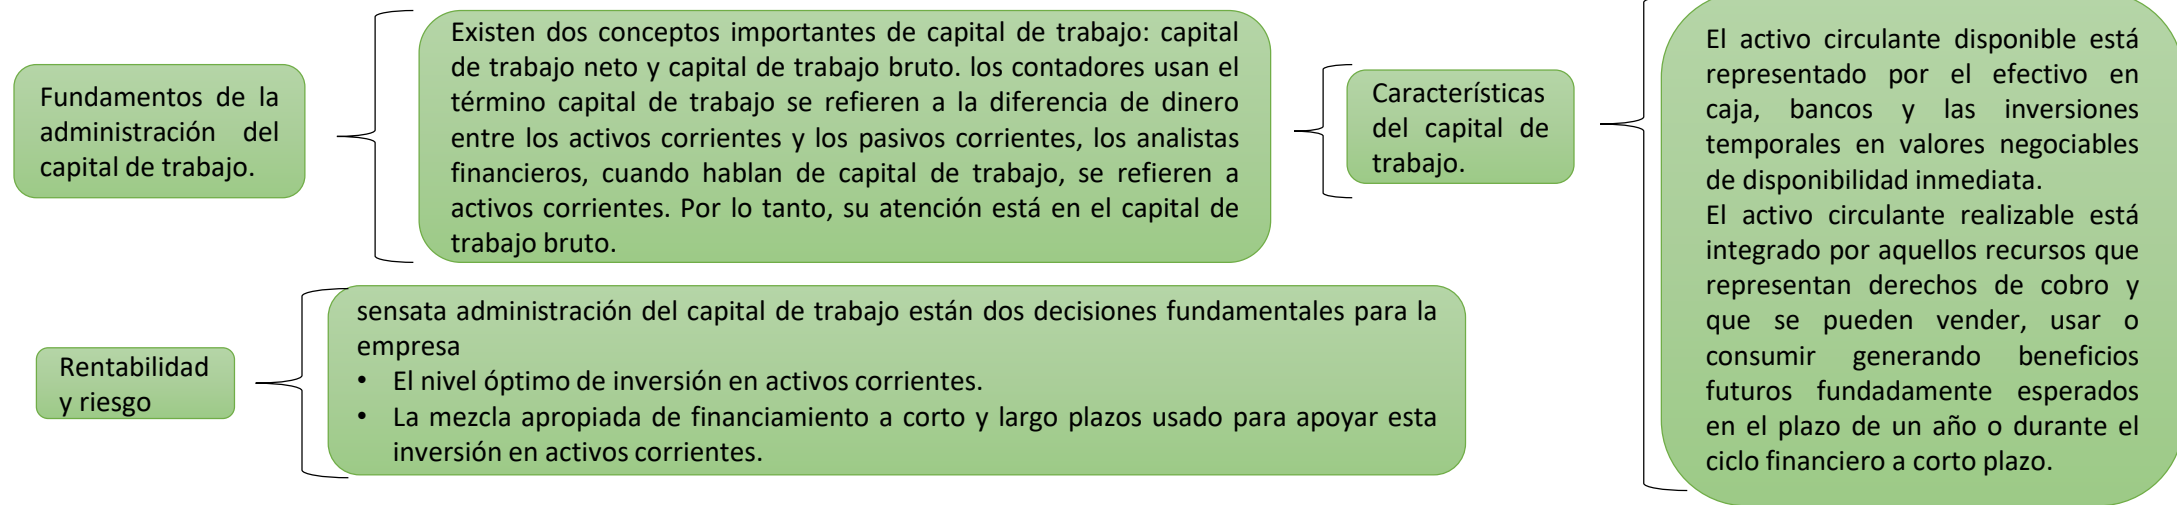 Fundamentos de la
administración del
capital de trabajo.
Existen dos conceptos importantes de capital de trabajo: capital
de trabajo neto y capital de trabajo bruto. los contadores usan el
término capital de trabajo se refieren a la diferencia de dinero
entre los activos corrientes y los pasivos corrientes, los analistas
financieros, cuando hablan de capital de trabajo, se refieren a
activos corrientes. Por lo tanto, su atención está en el capital de
trabajo bruto.
Características
del capital de
trabajo.
El activo circulante disponible está
representado por el efectivo en
caja, bancos y las inversiones
temporales en valores negociables
de disponibilidad inmediata.
El activo circulante realizable está
integrado por aquellos recursos que
representan derechos de cobro y
que se pueden vender, usar o
consumir generando beneficios
futuros fundadamente esperados
en el plazo de un año o durante el
ciclo financiero a corto plazo.
Rentabilidad
y riesgo
sensata administración del capital de trabajo están dos decisiones fundamentales para la
empresa
• El nivel óptimo de inversión en activos corrientes.
• La mezcla apropiada de financiamiento a corto y largo plazos usado para apoyar esta
inversión en activos corrientes.